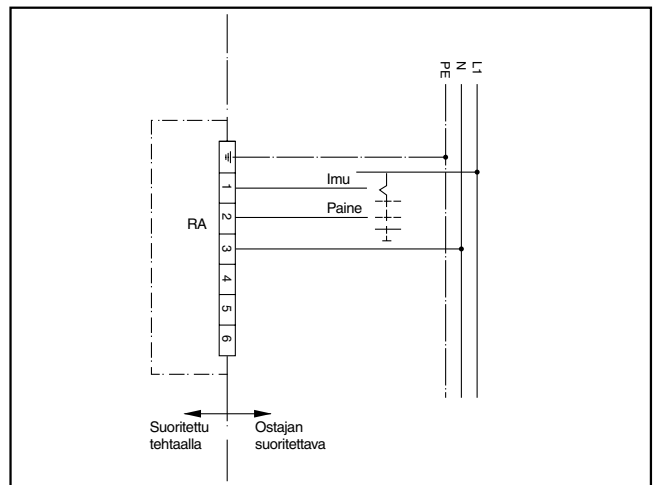 PE
N
L1
Imu
Paine
RA
1
2
3
4
5
6
Suoritettu
tehtaalla
Ostajan
suoritettava